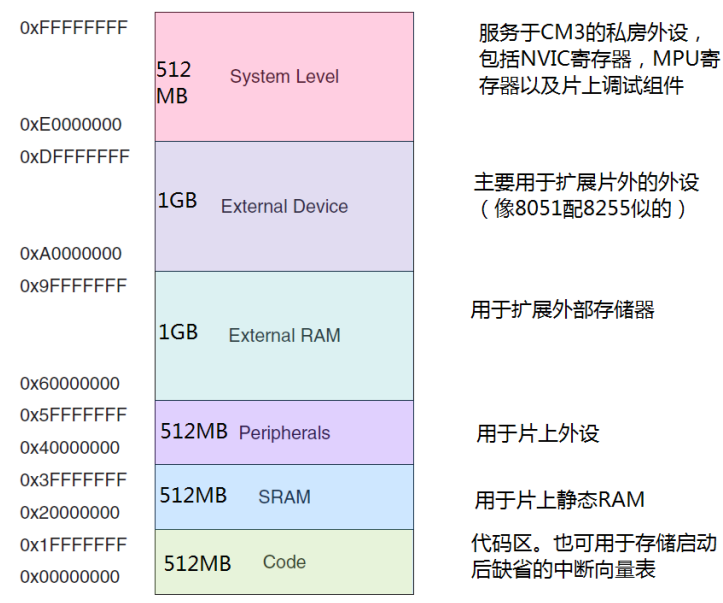 0xFFFFFFFF
服务于CM3的私房外设，
包括NVIC寄存器，MPU寄
存器以及片上调试组件
512
MB
System Level
0xE0000000
0xDFFFFFFF
主要用于扩展片外的外设
（像8051配8255似的）
1GB
External Device
0xA0000000
0x9FFFFFFF
用于扩展外部存储器
1GB
External RAM
0x60000000
0x5FFFFFFF
512MB
Peripherals
用于片上外设
0x40000000
0x3FFFFFFF
512MB
SRAM
用于片上静态RAM
0x20000000
0x1FFFFFFF
代码区。也可用于存储启动
后缺省的中断向量表
512MB
Code
0x00000000